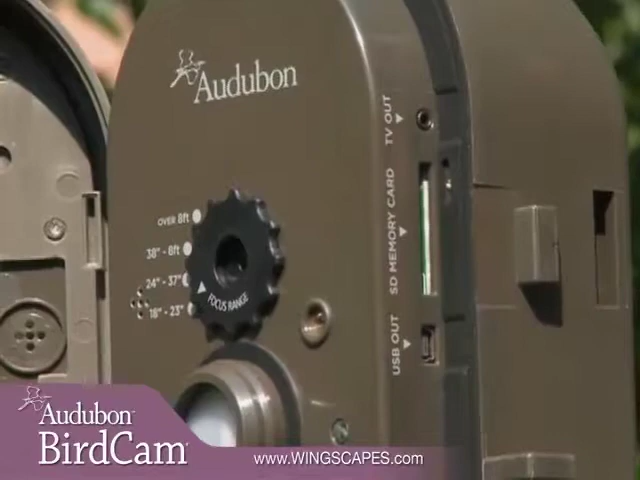 Audubon
TV OUT
SD MEMORY CARD
USB OUT
OVER 8ft
38" - 8ft
24" - 37"
18" - 23"
FOCUS RANGE
Audubon
BirdCam
www.WINGSCAPES.com